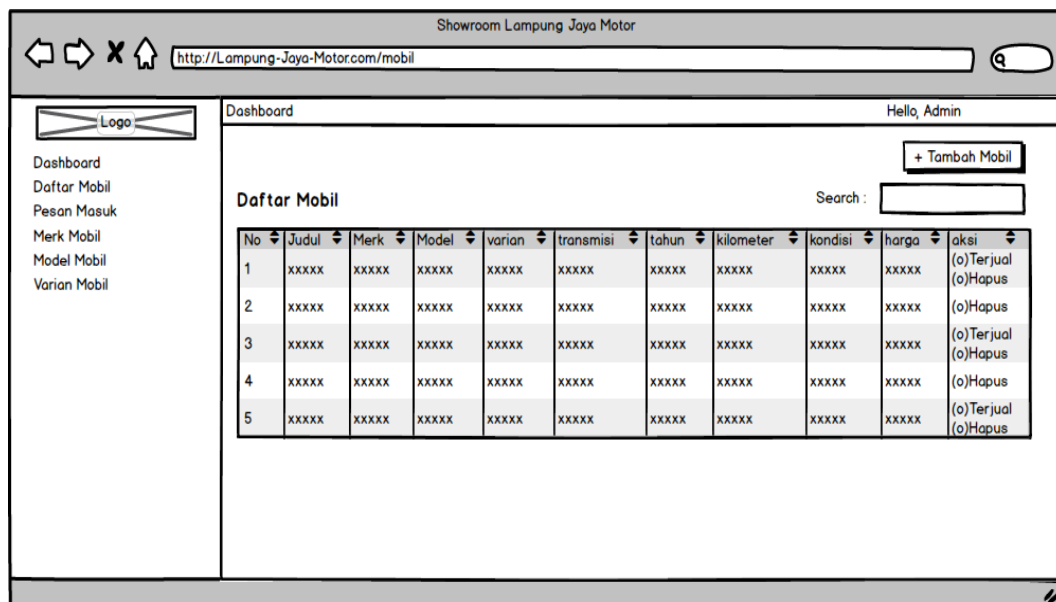 Showroom Lampung Jaya Motor
http://Lampung-Jaya-Motor.com/mobil
Logo
Dashboard
Daftar Mobil
Pesan Masuk
Merk Mobil
Model Mobil
Varian Mobil
Dashboard Hello, Admin
+ Tambah Mobil
Daftar Mobil Search :
No Judul Merk Model varian transmisi tahun kilometer kondisi harga aksi
1 xxxxx xxxxx xxxxx xxxxx xxxxx xxxxx xxxxx xxxxx xxxxx (o)Terjual
(o)Hapus
2 xxxxx xxxxx xxxxx xxxxx xxxxx xxxxx xxxxx xxxxx xxxxx (o)Hapus
3 xxxxx xxxxx xxxxx xxxxx xxxxx xxxxx xxxxx xxxxx xxxxx (o)Terjual
(o)Hapus
4 xxxxx xxxxx xxxxx xxxxx xxxxx xxxxx xxxxx xxxxx xxxxx (o)Hapus
5 xxxxx xxxxx xxxxx xxxxx xxxxx xxxxx xxxxx xxxxx xxxxx (o)Terjual
(o)Hapus